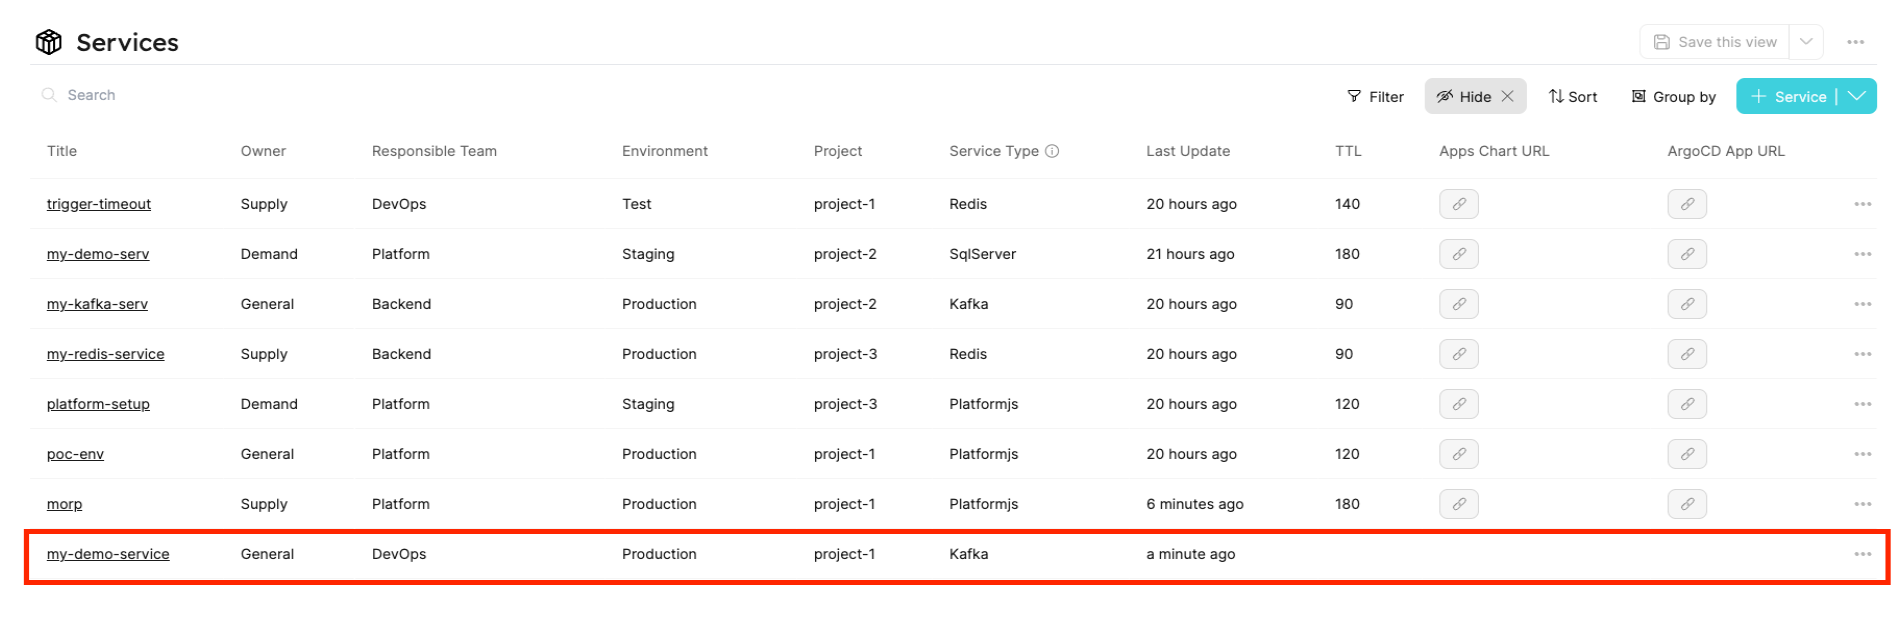 Services
Save this view
Search
Filter Hide Sort Group by + Service
Title Owner Responsible Team Environment Project Service Type Last Update TTL Apps Chart URL ArgoCD App URL
trigger-timeout Supply DevOps Test project-1 Redis 20 hours ago 140
my-demo-serv Demand Platform Staging project-2 SqlServer 21 hours ago 180
my-kafka-serv General Backend Production project-2 Kafka 20 hours ago 90
my-redis-service Supply Backend Production project-3 Redis 20 hours ago 90
platform-setup Demand Platform Staging project-3 Platformjs 20 hours ago 120
poc-env General Platform Production project-1 Platformjs 20 hours ago 120
morp Supply Platform Production project-1 Platformjs 6 minutes ago 180
my-demo-service General DevOps Production project-1 Kafka a minute ago